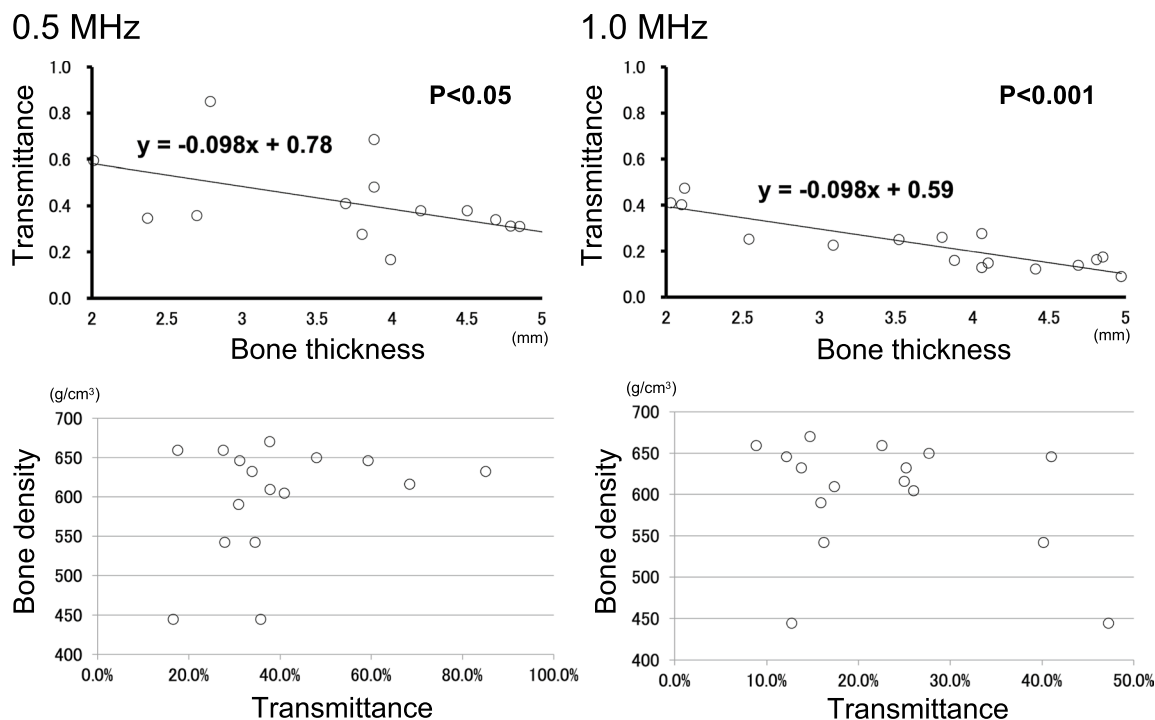 0.5 MHz
1.0 MHz
Transmittance
1.0
0.8
0.6
0.4
0.2
0.0
P<0.05
y = -0.098x + 0.78
2
2.5
3
3.5
4
4.5
5
(mm)
Bone thickness
Transmittance
1.0
0.8
0.6
0.4
0.2
0.0
P<0.001
y = -0.098x + 0.59
2
2.5
3
3.5
4
4.5
5
(mm)
Bone thickness
(g/cm³)
Bone density
700
650
600
550
500
450
400
0.0%
20.0%
40.0%
60.0%
80.0%
100.0%
Transmittance
(g/cm³)
Bone density
700
650
600
550
500
450
400
0.0%
10.0%
20.0%
30.0%
40.0%
50.0%
Transmittance